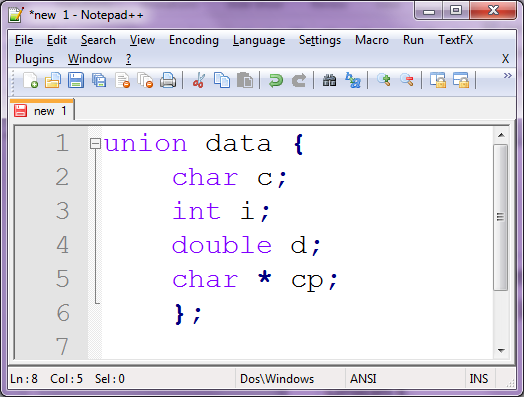 *new 1 - Notepad++
File Edit Search View Encoding Language Settings Macro Run TextFX
Plugins Window ? X
new 1
1 union data {
2 char c;
3 int i;
4 double d;
5 char * cp;
6 };
7
Ln:8 Col:5 Sel:0 Dos\Windows ANSI INS